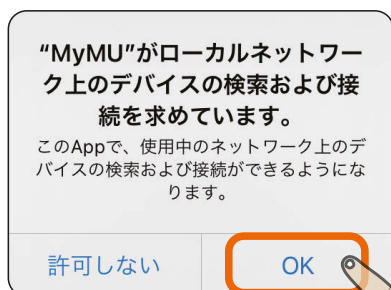 “MyMU”がローカルネットワー
ク上のデバイスの検索および接
続を求めています。
このAppで、使用中のネットワーク上のデ
バイスの検索および接続ができるようにな
ります。
許可しない
OK